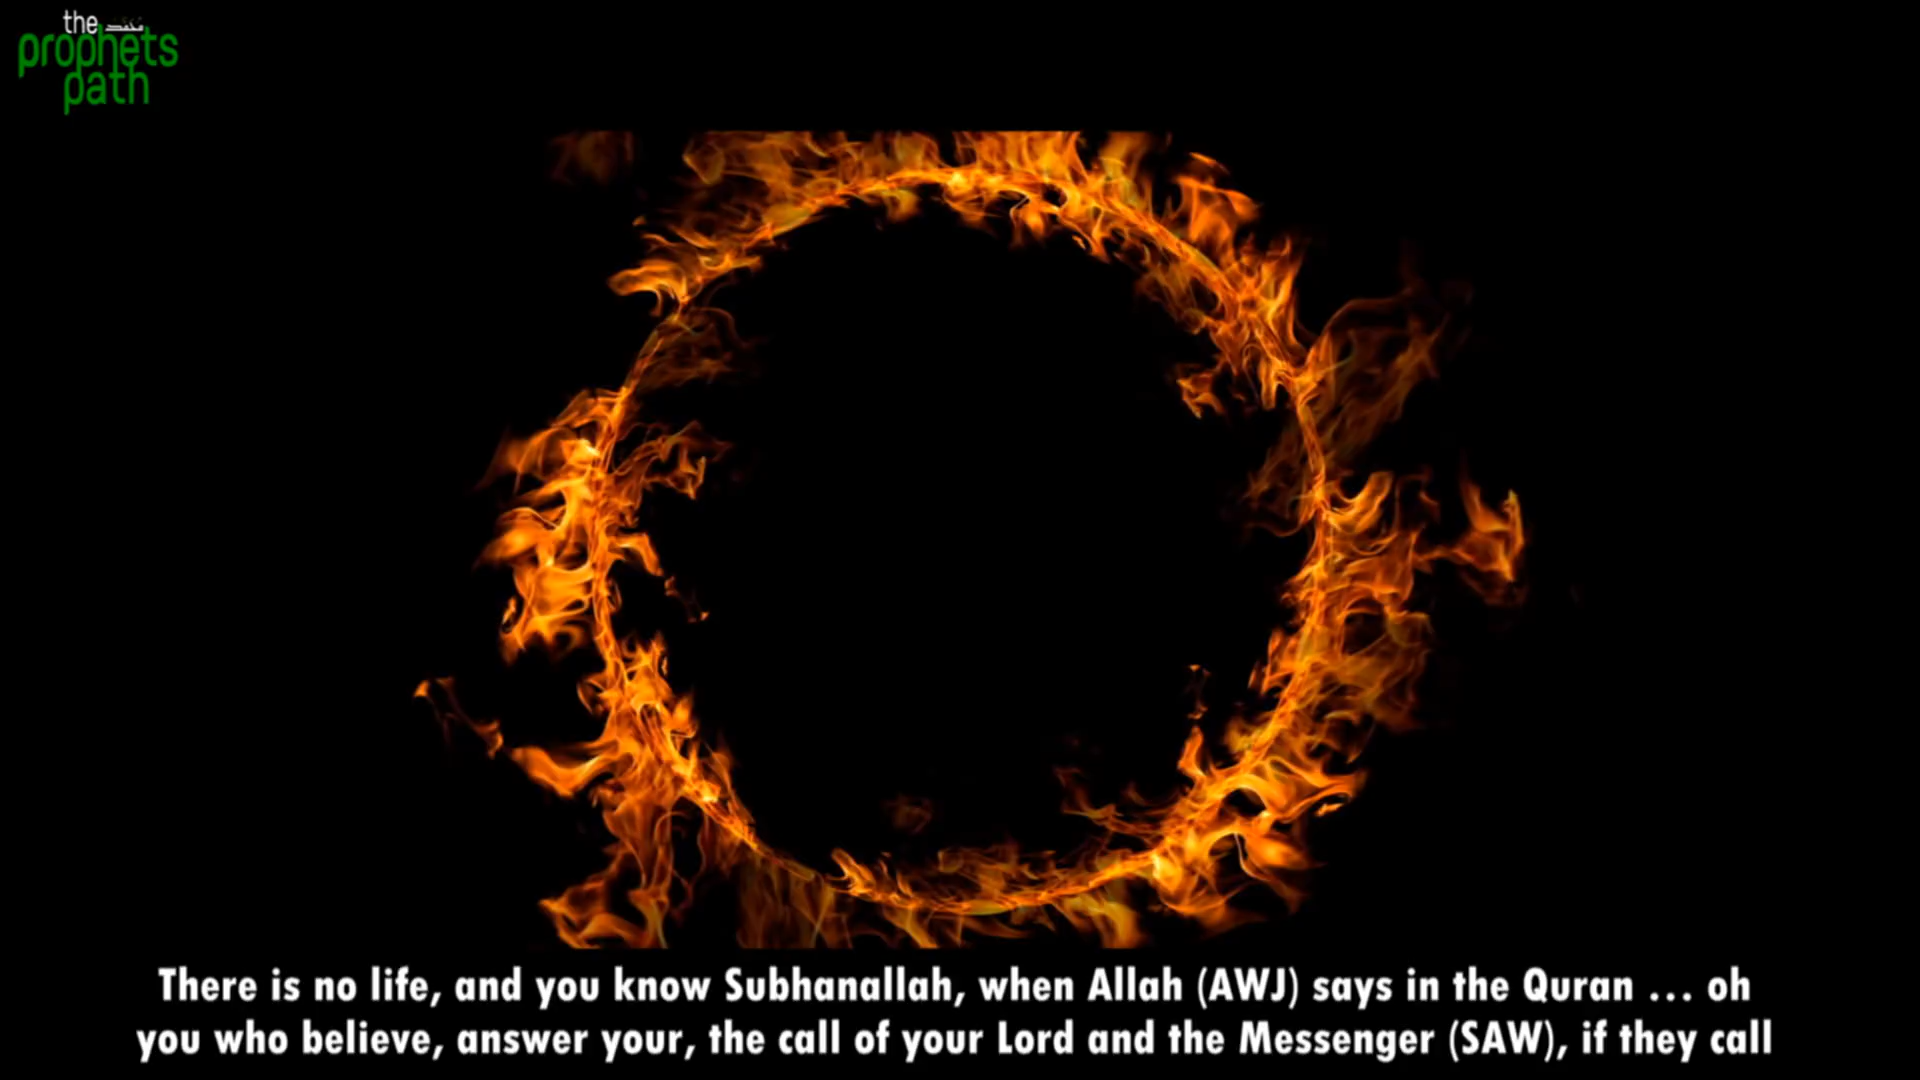 the محمد
prophets
path
There is no life, and you know Subhanallah, when Allah (AWJ) says in the Quran ... oh
you who believe, answer your, the call of your Lord and the Messenger (SAW), if they call